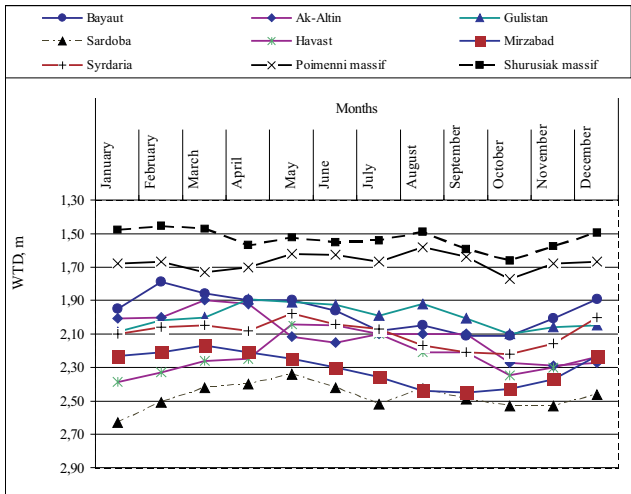 Bayaut Ak-Altin Gulistan
Sardoba Havast Mirzabad
Syrdaria Poimenni massif Shurusiak massif
Months
January February March April May June July August September October November December
WTD, m
1,30
1,50
1,70
1,90
2,10
2,30
2,50
2,70
2,90